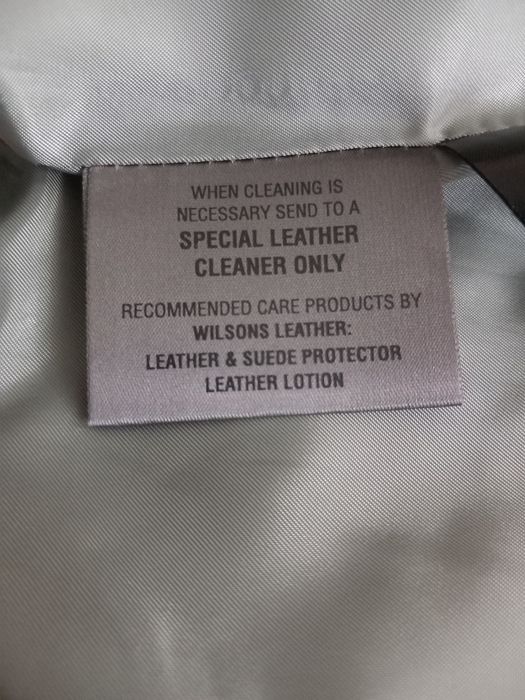 WHEN CLEANING IS
NECESSARY SEND TO A
SPECIAL LEATHER
CLEANER ONLY
RECOMMENDED CARE PRODUCTS BY
WILSONS LEATHER:
LEATHER & SUEDE PROTECTOR
LEATHER LOTION